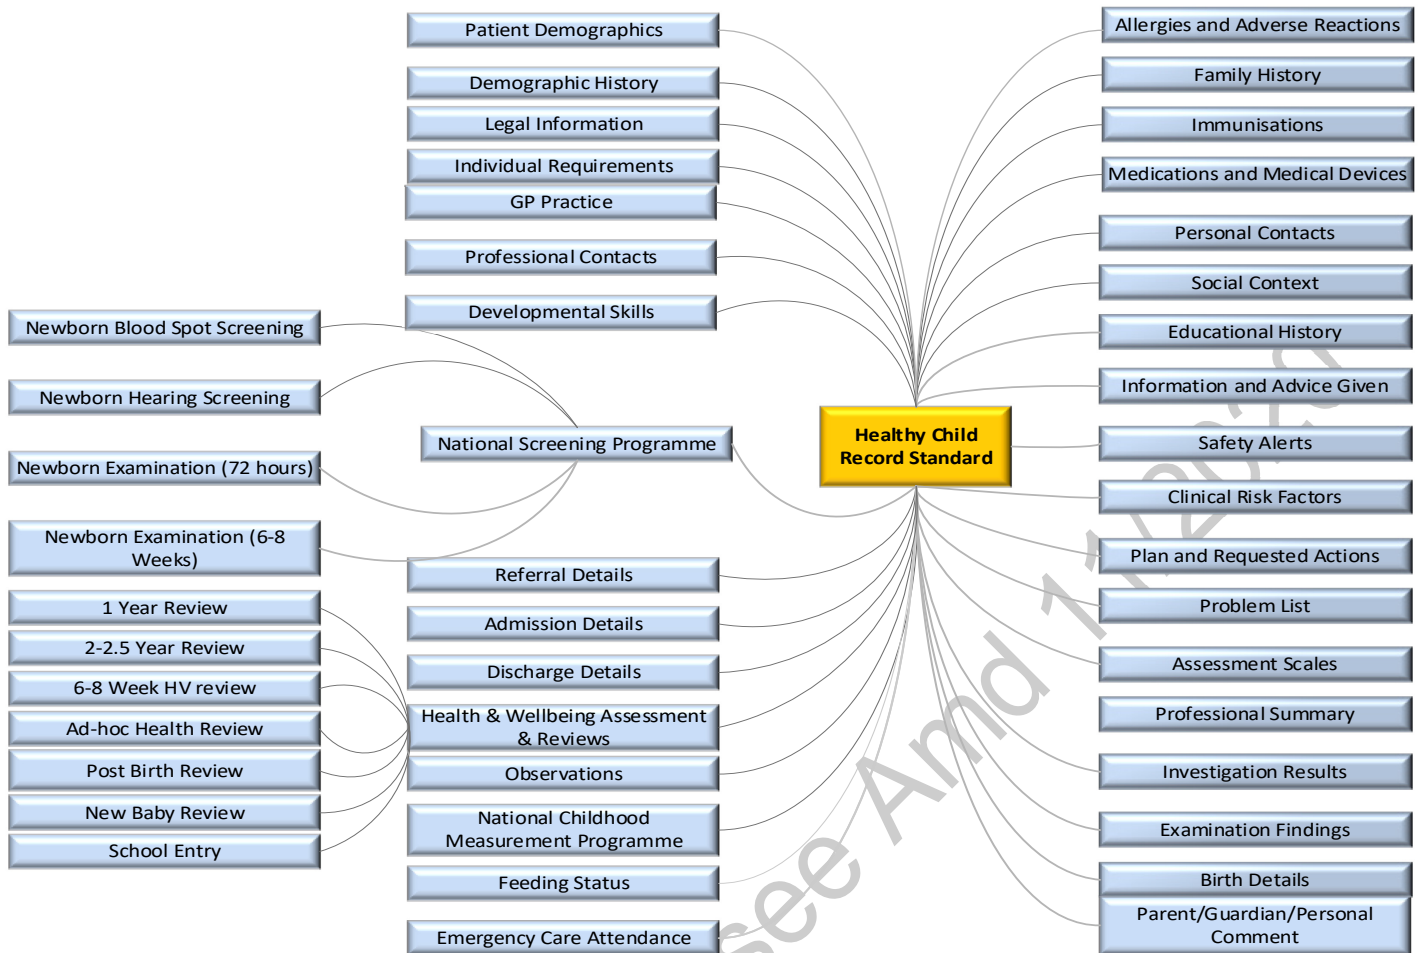 Patient Demographics
Demographic History
Legal Information
Individual Requirements
GP Practice
Professional Contacts
Developmental Skills
Newborn Blood Spot Screening
Newborn Hearing Screening
Newborn Examination (72 hours)
Newborn Examination (6-8
Weeks)
National Screening Programme
1 Year Review
2-2.5 Year Review
6-8 Week HV review
Ad-hoc Health Review
Post Birth Review
New Baby Review
School Entry
Referral Details
Admission Details
Discharge Details
Health & Wellbeing Assessment
& Reviews
Observations
National Childhood
Measurement Programme
Feeding Status
Emergency Care Attendance
Healthy Child
Record Standard
Allergies and Adverse Reactions
Family History
Immunisations
Medications and Medical Devices
Personal Contacts
Social Context
Educational History
Information and Advice Given
Safety Alerts
Clinical Risk Factors
Plan and Requested Actions
Problem List
Assessment Scales
Professional Summary
Investigation Results
Examination Findings
Birth Details
Parent/Guardian/Personal
Comment
see Amd 11/2020